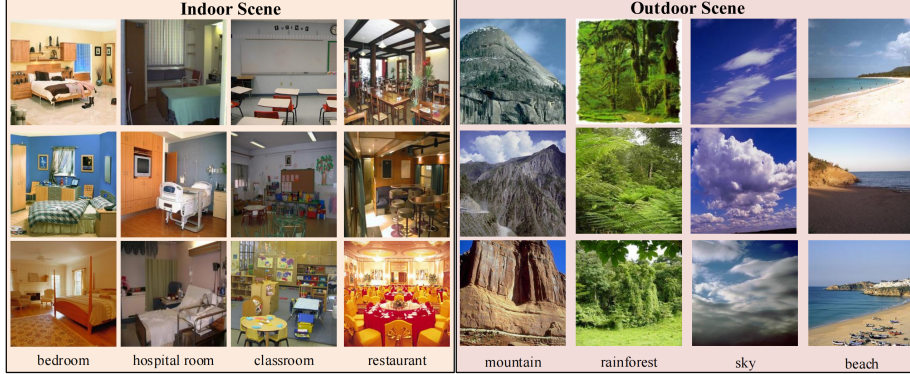 Indoor Scene
Outdoor Scene
bedroom
hospital room
classroom
restaurant
mountain
rainforest
sky
beach